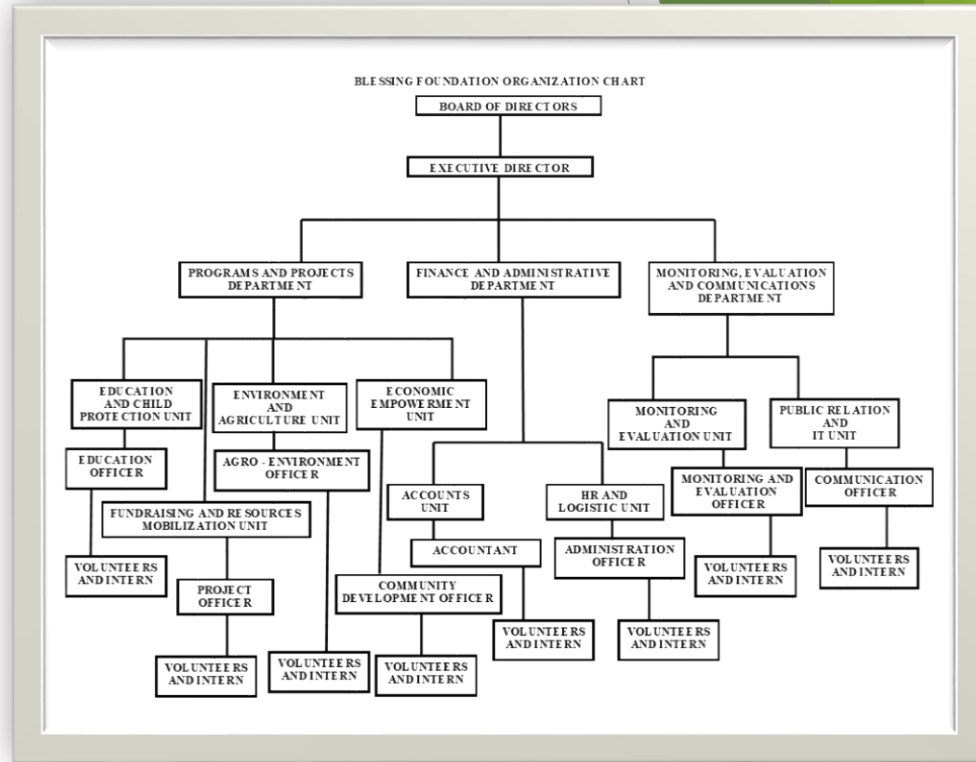 BLESSING FOUNDATION ORGANIZATION CHART
BOARD OF DIRECTORS
EXECUTIVE DIRECTOR
PROGRAMS AND PROJECTS
DEPARTMENT
FINANCE AND ADMINISTRATIVE
DEPARTMENT
MONITORING, EVALUATION
AND COMMUNICATIONS
DEPARTMENT
EDUCATION
AND CHILD
PROTECTION UNIT
ENVIRONMENT
AND
AGRICULTURE UNIT
ECONOMIC
EMPOWERMENT
UNIT
MONITORING
AND
EVALUATION UNIT
PUBLIC RELATION
AND
IT UNIT
EDUCATION
OFFICER
AGRO - ENVIRONMENT
OFFICER
ACCOUNTS
UNIT
HR AND
LOGISTIC UNIT
MONITORING AND
EVALUATION
OFFICER
COMMUNICATION
OFFICER
FUNDRAISING AND RESOURCES
MOBILIZATION UNIT
ACCOUNTANT
ADMINISTRATION
OFFICER
VOLUNTEERS
AND INTERN
VOLUNTEERS
AND INTERN
VOLUNTEERS
AND INTERN
PROJECT
OFFICER
COMMUNITY
DEVELOPMENT OFFICER
VOLUNTEERS
AND INTERN
VOLUNTEERS
AND INTERN
VOLUNTEERS
AND INTERN
VOLUNTEERS
AND INTERN
VOLUNTEERS
AND INTERN